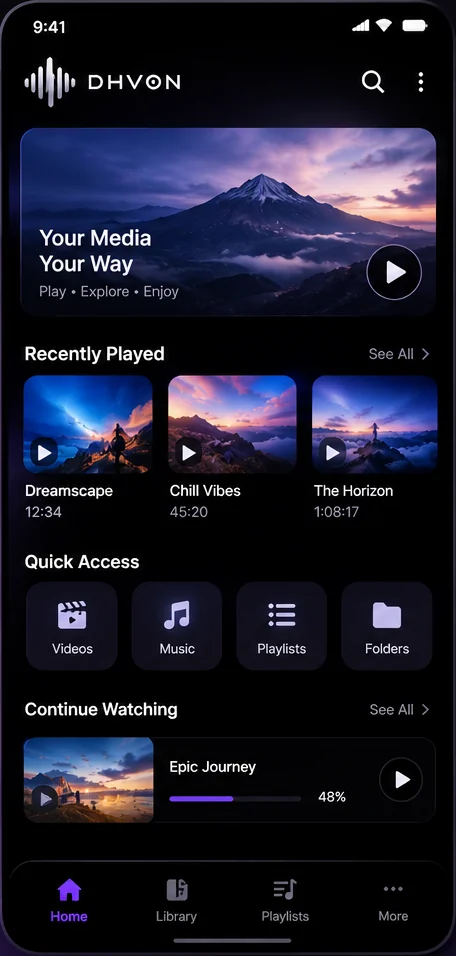 9:41
DHVON
Your Media
Your Way
Play • Explore • Enjoy
Recently Played
See All
Dreamscape
Chill Vibes
The Horizon
12:34
45:20
1:08:17
Quick Access
Videos
Music
Playlists
Folders
Continue Watching
See All
Epic Journey
48%
Home
Library
Playlists
More